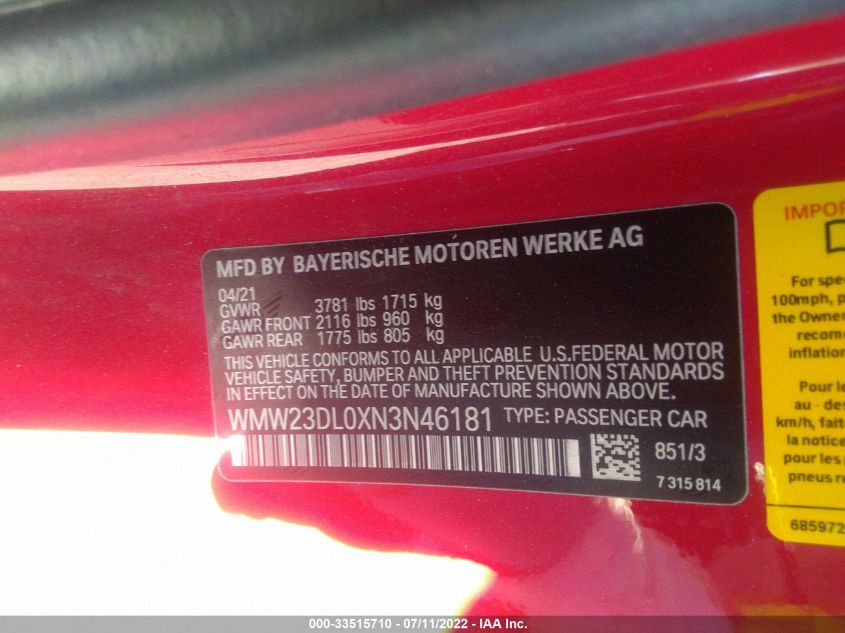 MFD BY BAYERISCHE MOTOREN WERKE AG
04/21
GVWR 3781 lbs 1715 kg
GAWR FRONT 2116 lbs 960 kg
GAWR REAR 1775 lbs 805 kg
THIS VEHICLE CONFORMS TO ALL APPLICABLE U.S.FEDERAL MOTOR
VEHICLE SAFETY, BUMPER AND THEFT PREVENTION STANDARDS
IN EFFECT ON THE DATE OF MANUFACTURE SHOWN ABOVE.
WMW23DL0XN3N46181 TYPE: PASSENGER CAR
851/3
7 315 814
IMPOR
For spee
100mph, p
the Owner
recom
inflation
Pour le
au - des
km/h, fait
la notice
pour les
pneus re
685972
000-33515710 - 07/11/2022 - IAA Inc.